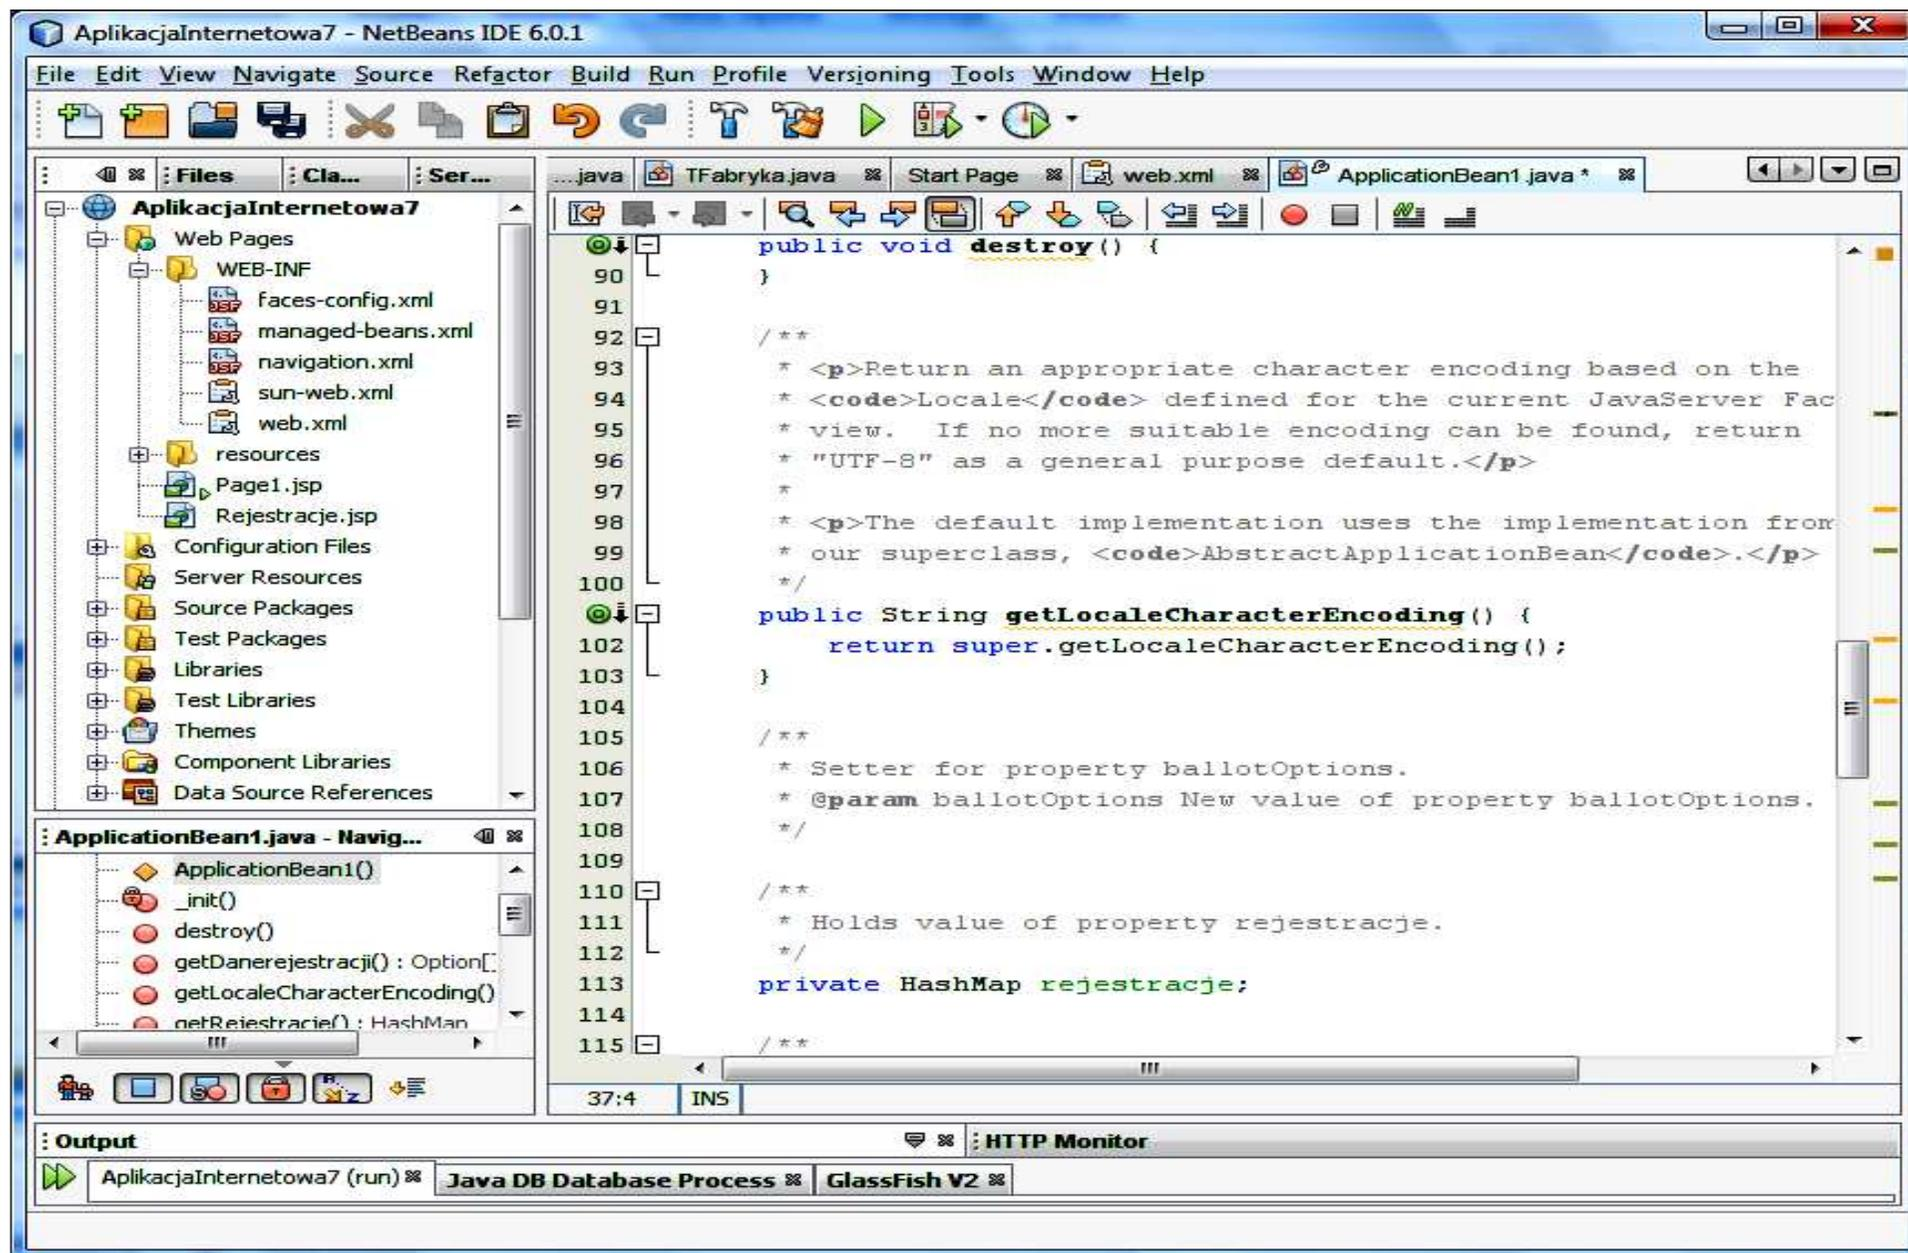 AplikacjaInternetowa7 - NetBeans IDE 6.0.1
File Edit View Navigate Source Refactor Build Run Profile Versioning Tools Window Help
Files Cla... Ser...
AplikacjaInternetowa7
Web Pages
WEB-INF
faces-config.xml
managed-beans.xml
navigation.xml
sun-web.xml
web.xml
resources
Page1.jsp
Rejestracje.jsp
Configuration Files
Server Resources
Source Packages
Test Packages
Libraries
Test Libraries
Themes
Component Libraries
Data Source References
ApplicationBean1.java - Navig...
ApplicationBean1()
_init()
destroy()
getDanerejestracji() : Option[]
getLocaleCharacterEncoding()
getRejestracje() : HashMap
...java TFabryka.java Start Page web.xml ApplicationBean1.java *
public void destroy() {
90 }
91
92 /**
93 * <p>Return an appropriate character encoding based on the
94 * <code>Locale</code> defined for the current JavaServer Fac
95 * view.  If no more suitable encoding can be found, return
96 * "UTF-8" as a general purpose default.</p>
97 *
98 * <p>The default implementation uses the implementation from
99 * our superclass, <code>AbstractApplicationBean</code>.</p>
100 */
public String getLocaleCharacterEncoding() {
102 return super.getLocaleCharacterEncoding();
103 }
104
105 /**
106 * Setter for property ballotOptions.
107 * @param ballotOptions New value of property ballotOptions.
108 */
109
110 /**
111 * Holds value of property rejestracje.
112 */
113 private HashMap rejestracje;
114
115 /**
37:4 INS
Output HTTP Monitor
AplikacjaInternetowa7 (run) Java DB Database Process GlassFish V2